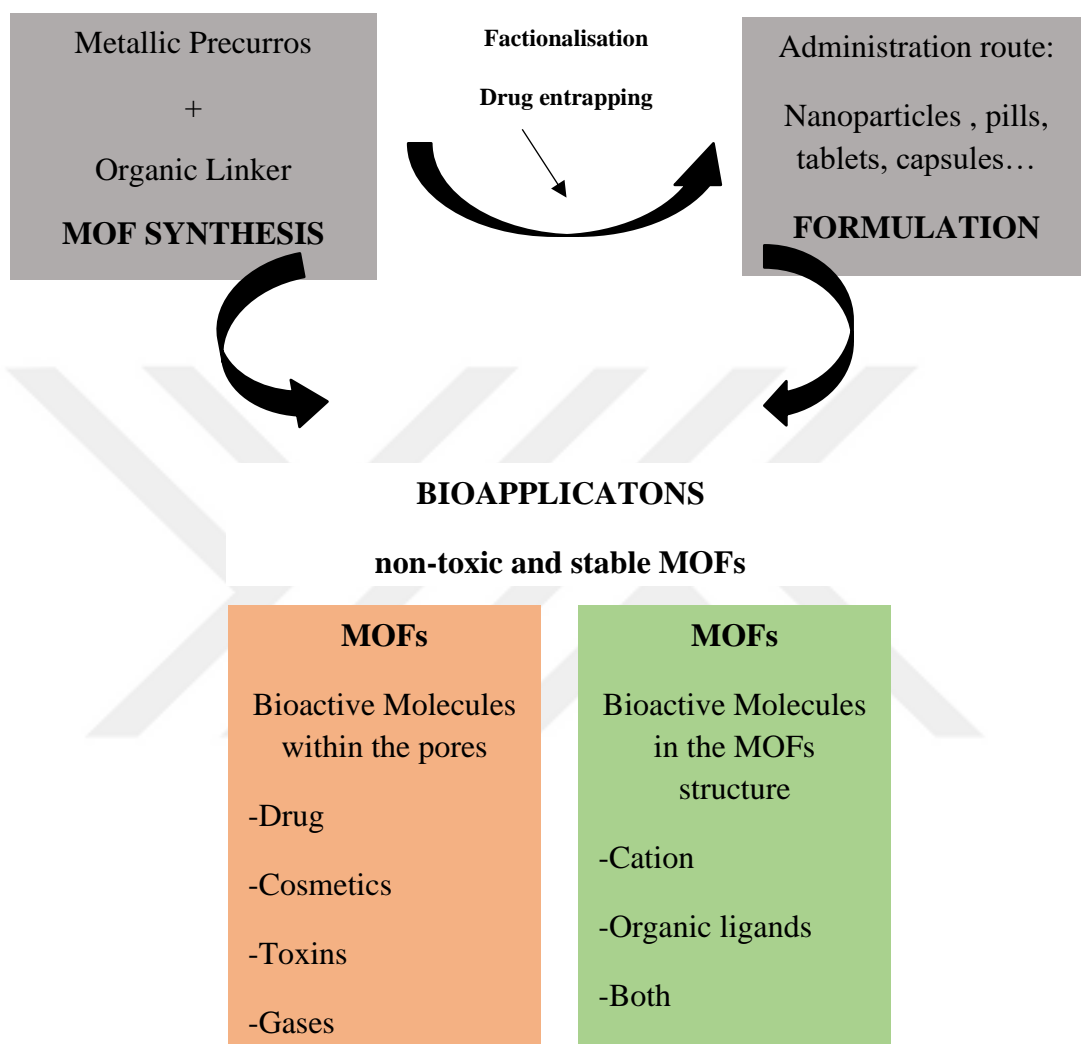 Metallic Precurros
+
Organic Linker
MOF SYNTHESIS
Factionalisation
Drug entrapping
Administration route:
Nanoparticles , pills,
tablets, capsules…
FORMULATION
BIOAPPLICATONS
non-toxic and stable MOFs
MOFs
Bioactive Molecules
within the pores
-Drug
-Cosmetics
-Toxins
-Gases
MOFs
Bioactive Molecules
in the MOFs
structure
-Cation
-Organic ligands
-Both